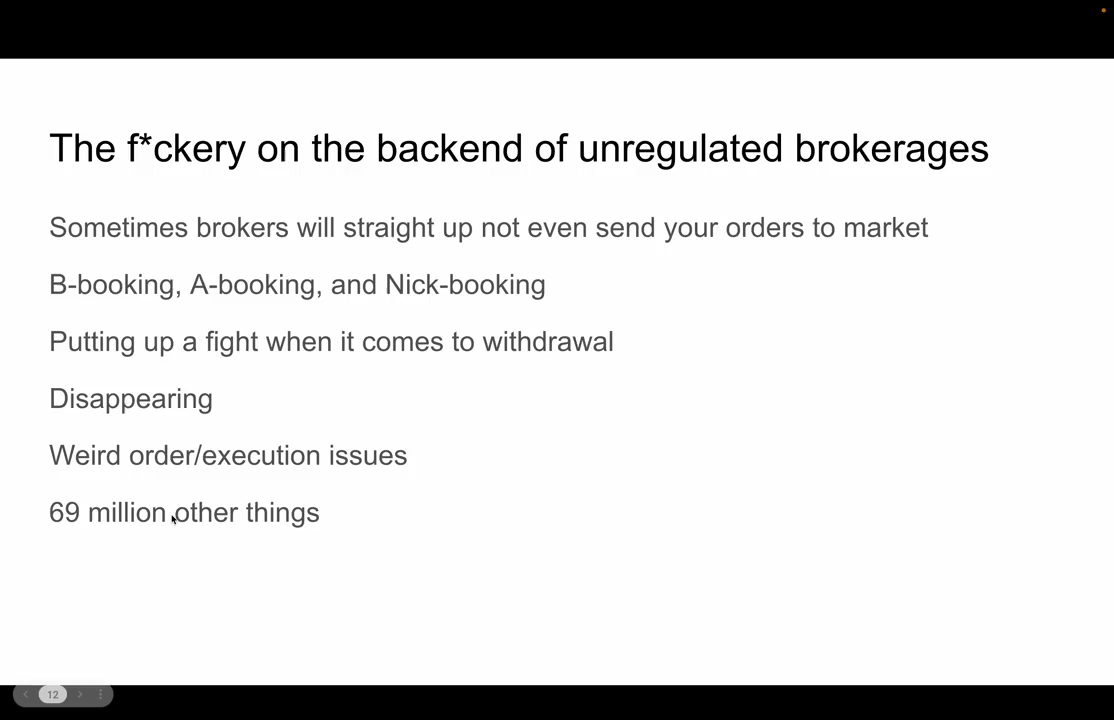 The f*ckery on the backend of unregulated brokerages
Sometimes brokers will straight up not even send your orders to market
B-booking, A-booking, and Nick-booking
Putting up a fight when it comes to withdrawal
Disappearing
Weird order/execution issues
69 million other things
12